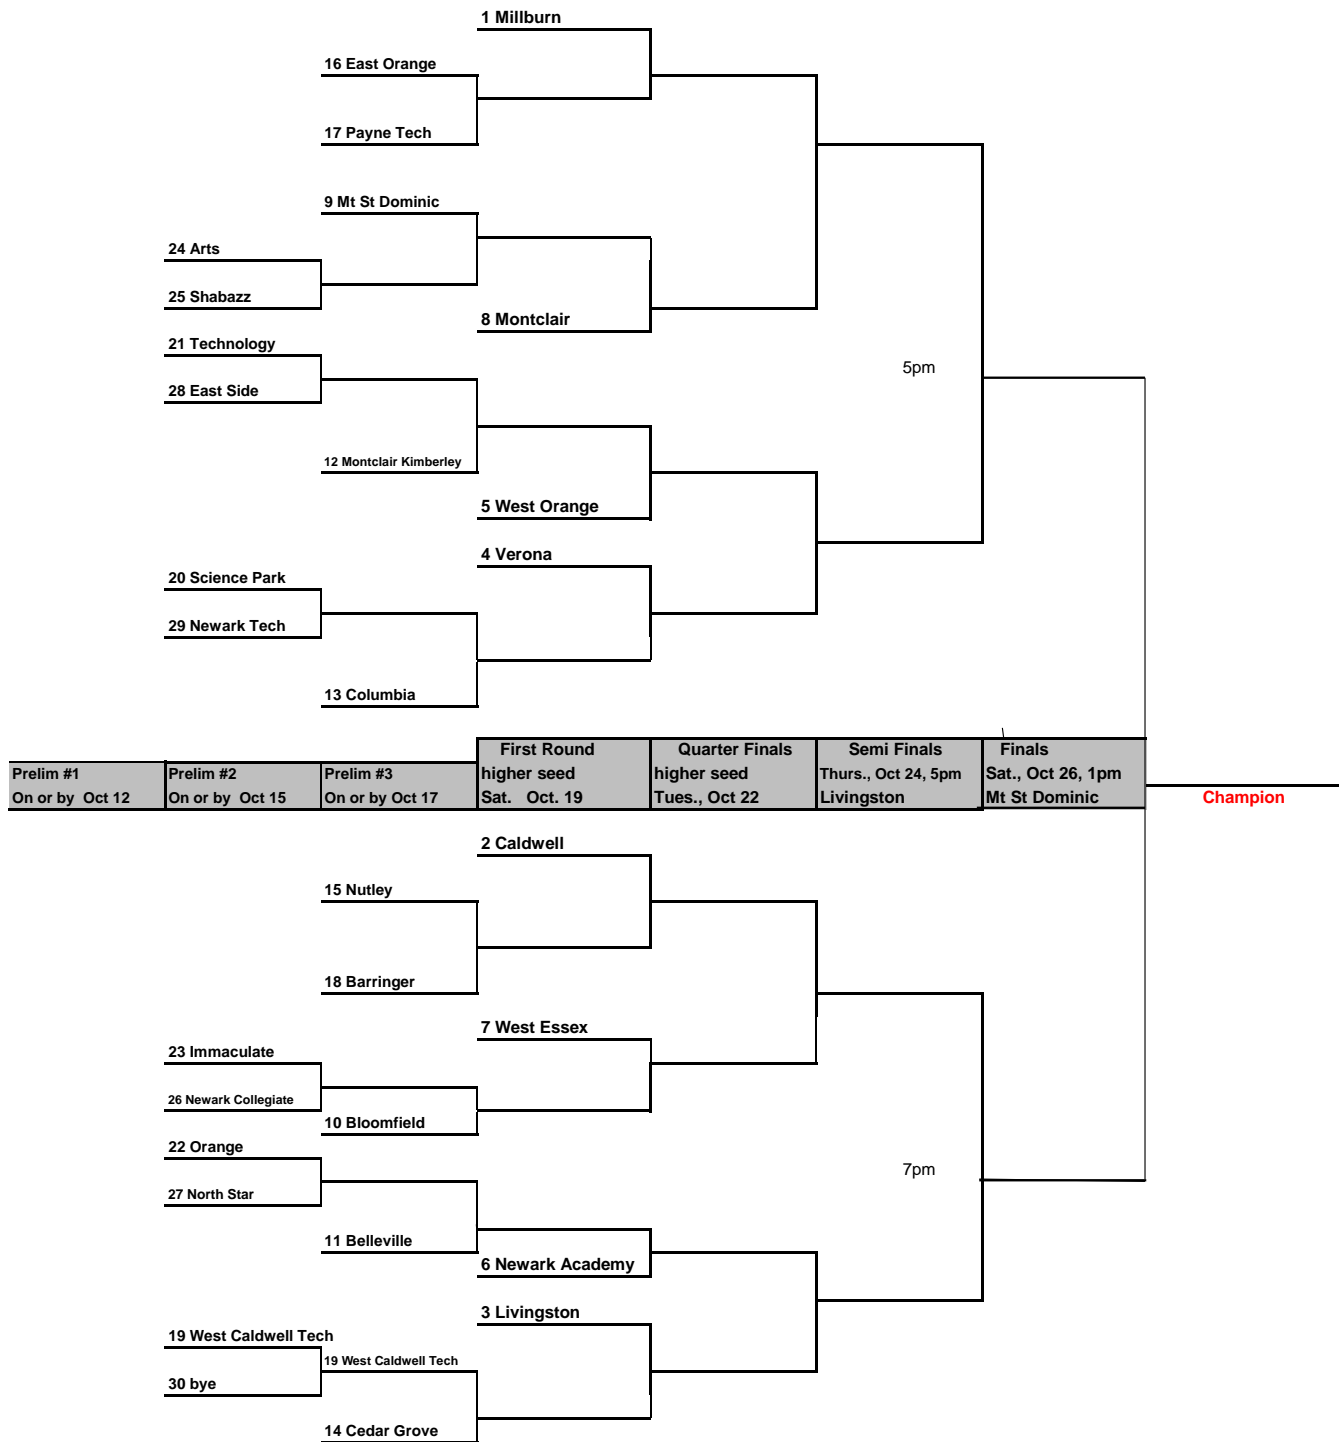 1 Millburn
16 East Orange
17 Payne Tech
9 Mt St Dominic
24 Arts
25 Shabazz
8 Montclair
21 Technology
5pm
28 East Side
12 Montclair Kimberley
5 West Orange
4 Verona
20 Science Park
29 Newark Tech
13 Columbia
First Round Quarter Finals Semi Finals Finals
Prelim #1 Prelim #2 Prelim #3 higher seed higher seed Thurs., Oct 24, 5pm Sat., Oct 26, 1pm
On or by Oct 12 On or by Oct 15 On or by Oct 17 Sat. Oct. 19 Tues., Oct 22 Livingston Mt St Dominic Champion
2 Caldwell
15 Nutley
18 Barringer
7 West Essex
23 Immaculate
26 Newark Collegiate
10 Bloomfield
22 Orange
7pm
27 North Star
11 Belleville
6 Newark Academy
3 Livingston
19 West Caldwell Tech
19 West Caldwell Tech
30 bye
14 Cedar Grove